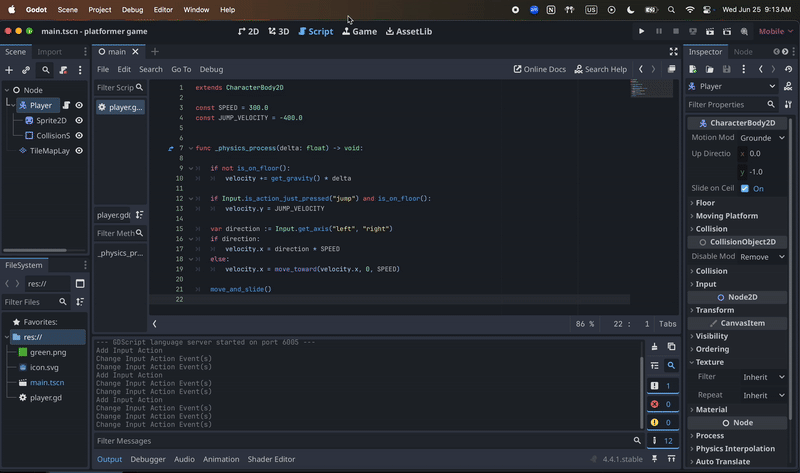 Godot Scene Project Debug Editor Window Help
US
Wed Jun 25 9:13 AM
main.tscn - platformer game
2D 3D Script Game AssetLib
Mobile
Scene Import
Node
Player
Sprite2D
CollisionS
TileMapLay
FileSystem
res://
Filter Files
Favorites:
res://
green.png
icon.svg
main.tscn
player.gd
main
File Edit Search Go To Debug
Online Docs Search Help
Filter Scrip
player.g...
player.gd(
Filter Meth
_physics_pr...
1 extends CharacterBody2D
2
3 const SPEED = 300.0
4 const JUMP_VELOCITY = -400.0
5
6
7 func _physics_process(delta: float) -> void:
8
9 if not is_on_floor():
10 velocity += get_gravity() * delta
11
12 if Input.is_action_just_pressed("jump") and is_on_floor():
13 velocity.y = JUMP_VELOCITY
14
15 var direction := Input.get_axis("left", "right")
16 if direction:
17 velocity.x = direction * SPEED
18 else:
19 velocity.x = move_toward(velocity.x, 0, SPEED)
20
21 move_and_slide()
22
86 % 22 : 1 Tabs
--- GDScript language server started on port 6005 ---
Add Input Action
Change Input Action Event(s)
Change Input Action Event(s)
Add Input Action
Change Input Action Event(s)
Change Input Action Event(s)
Add Input Action
Change Input Action Event(s)
Change Input Action Event(s)
Change Input Action Event(s)
1
0
0
12
Filter Messages
Output Debugger Audio Animation Shader Editor
4.4.1.stable
Inspector Node
Player
Filter Properties
CharacterBody2D
Motion Mod Grounde
Up Directio x 0.0
y -1.0
Slide on Ceil On
Floor
Moving Platform
Collision
CollisionObject2D
Disable Mod Remove
Collision
Input
Node2D
Transform
CanvasItem
Visibility
Ordering
Texture
Filter Inherit
Repeat Inherit
Material
Node
Process
Physics Interpolation
Auto Translate